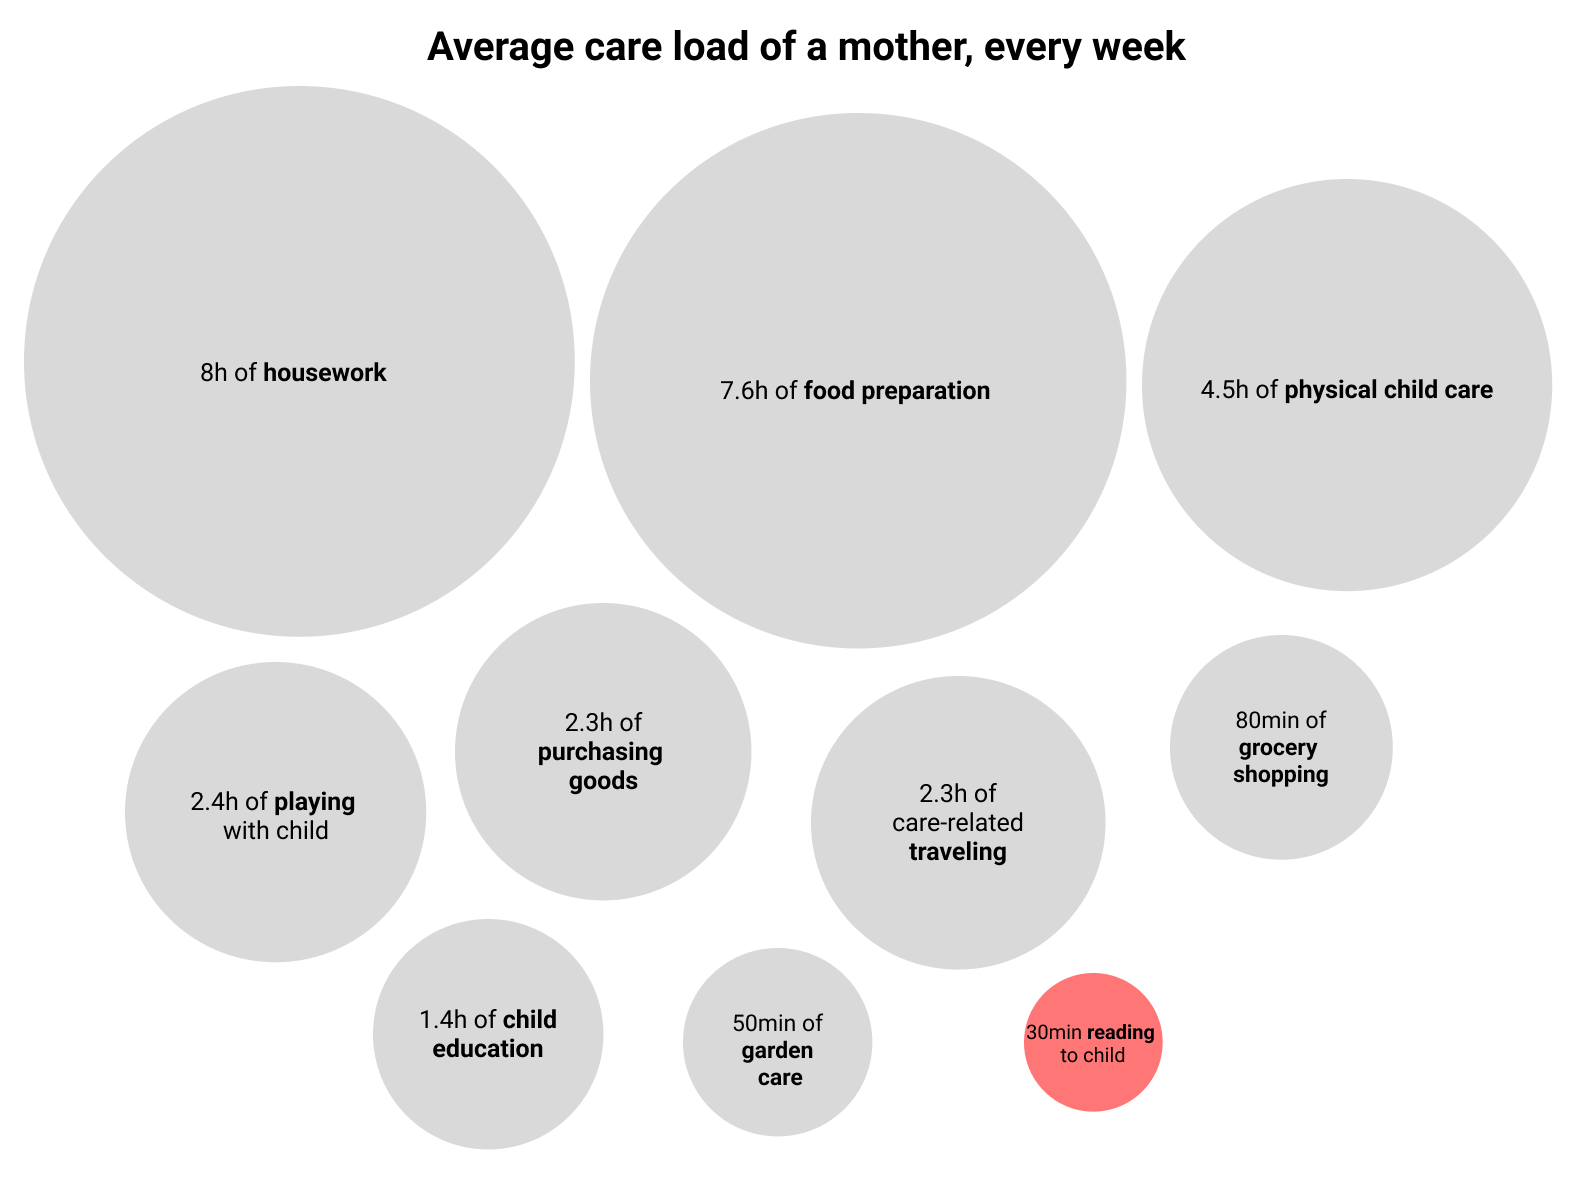 Average care load of a mother, every week
8h of housework
7.6h of food preparation
4.5h of physical child care
2.4h of playing
with child
2.3h of
purchasing
goods
2.3h of
care-related
traveling
80min of
grocery
shopping
1.4h of child
education
50min of
garden
care
30min reading
to child